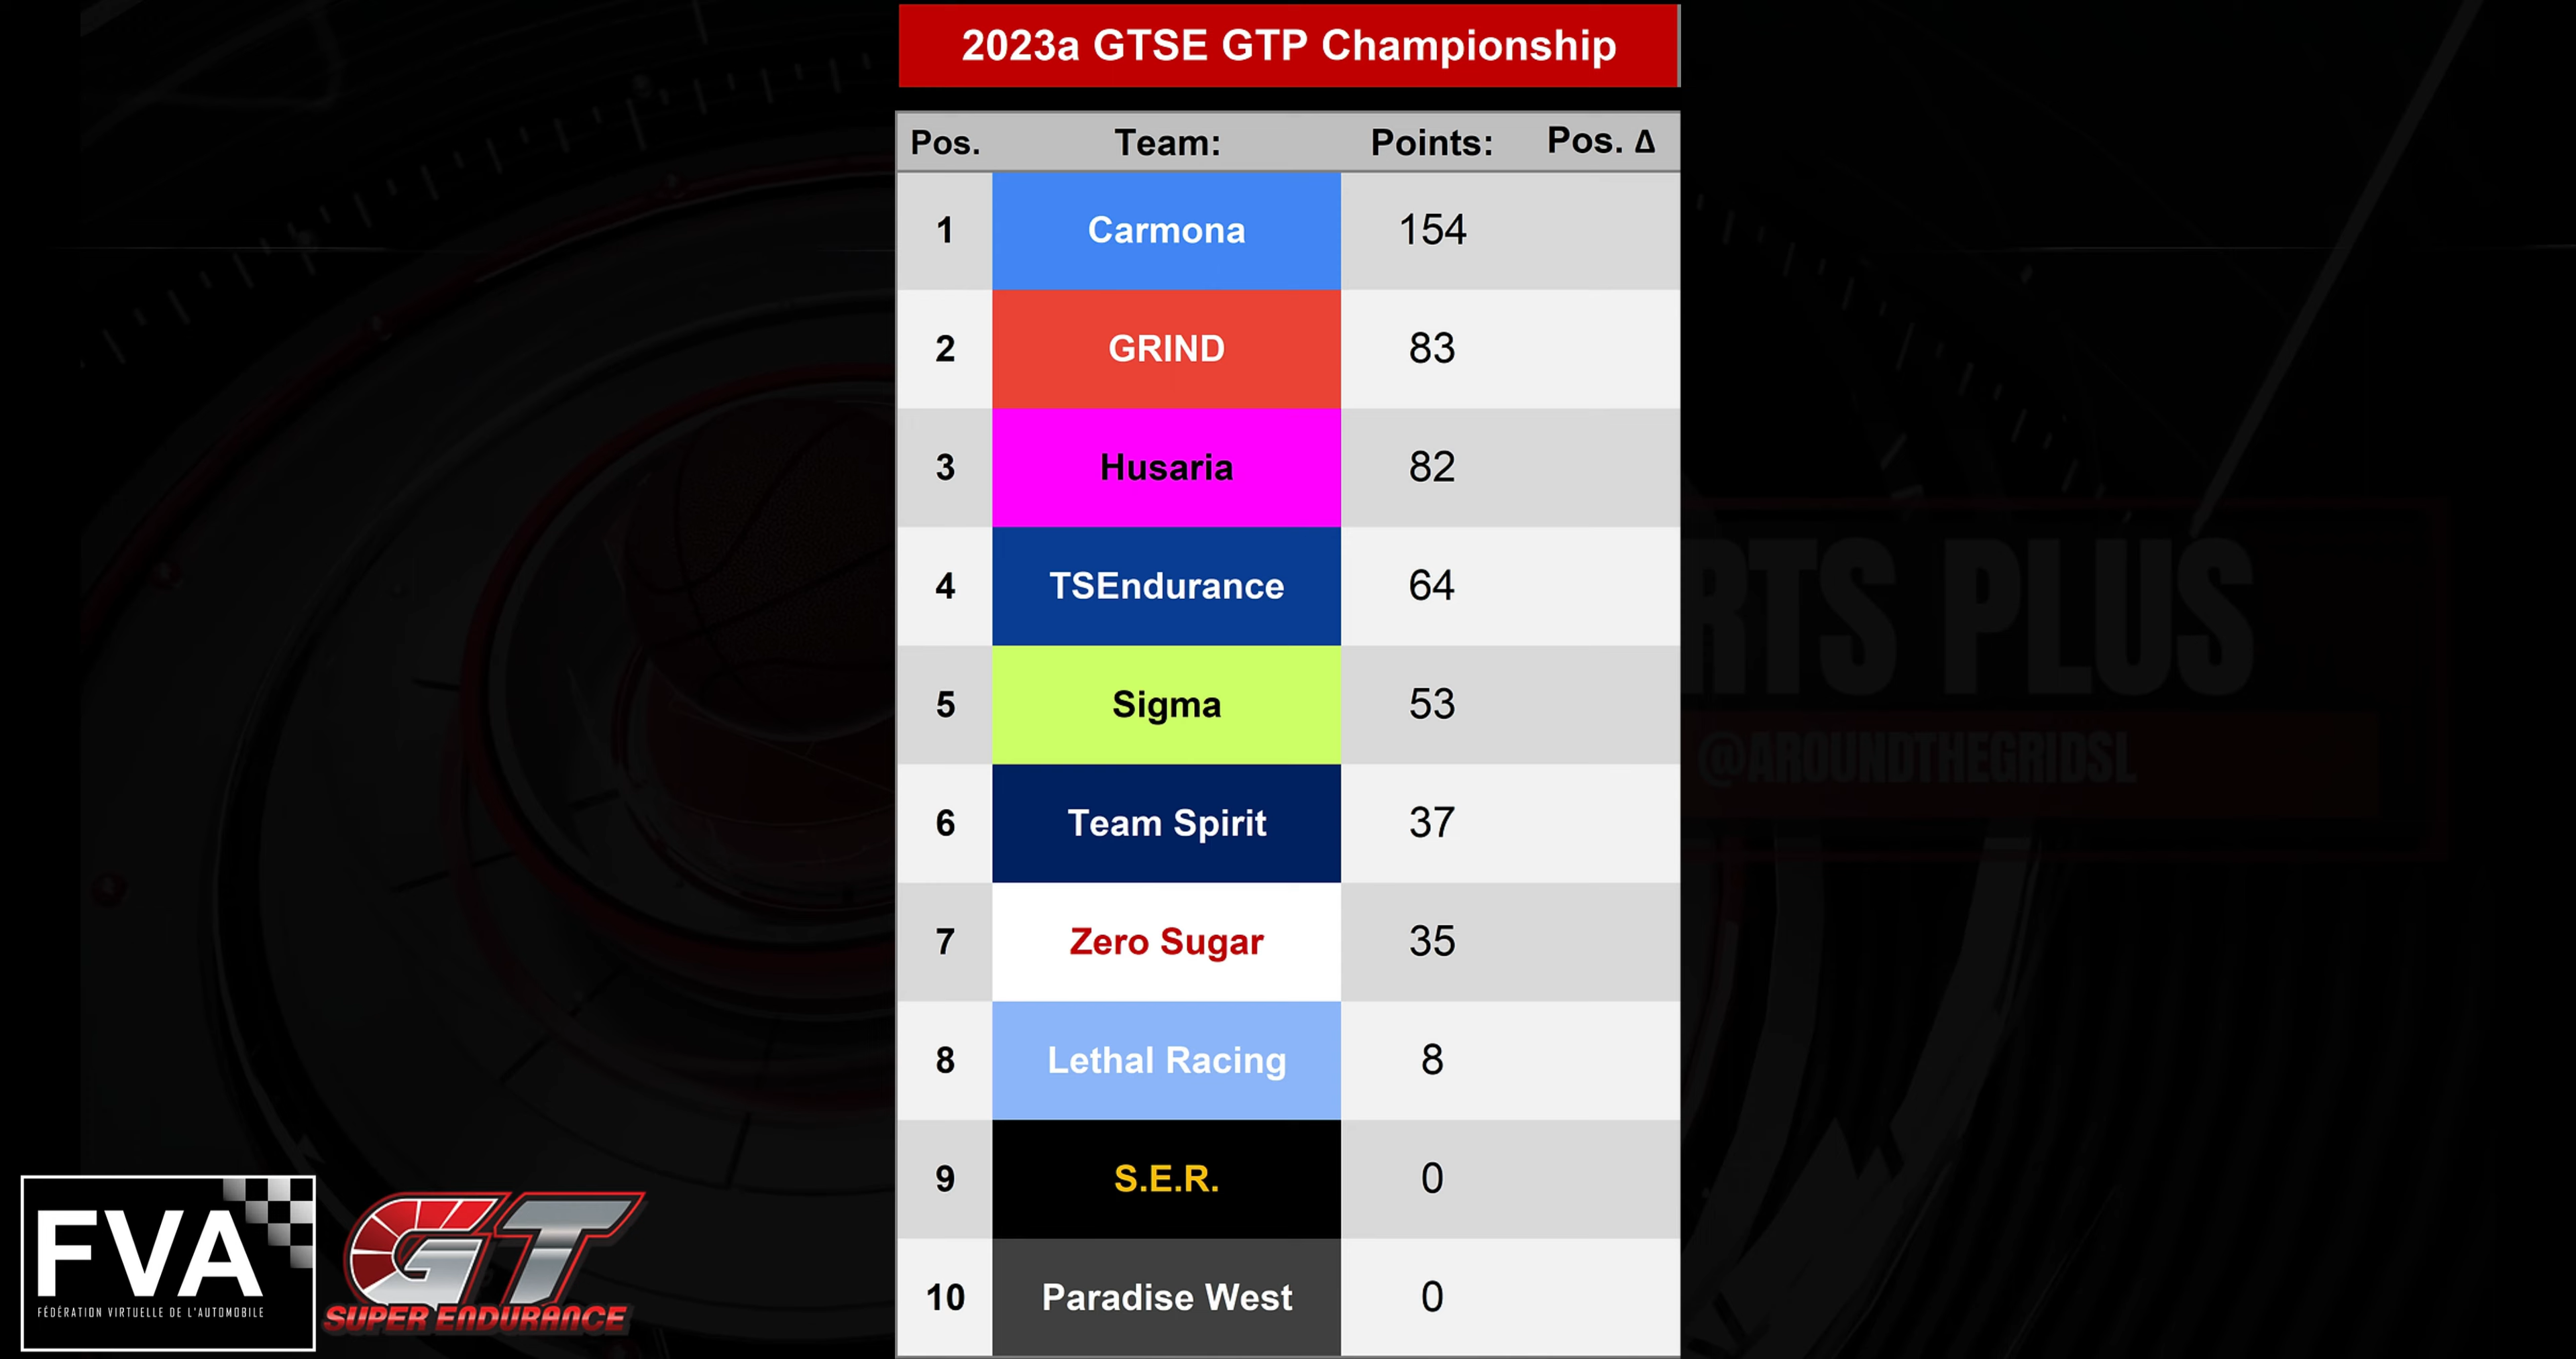 2023a GTSE GTP Championship
Pos. Team: Points: Pos. Δ
1 Carmona 154
2 GRIND 83
3 Husaria 82
4 TSEndurance 64
5 Sigma 53
6 Team Spirit 37
7 Zero Sugar 35
8 Lethal Racing 8
9 S.E.R. 0
10 Paradise West 0
RTS PLUS
@AROUNDTHEGRIDSL
FVA
FÉDÉRATION VIRTUELLE DE L'AUTOMOBILE
GT
SUPER ENDURANCE